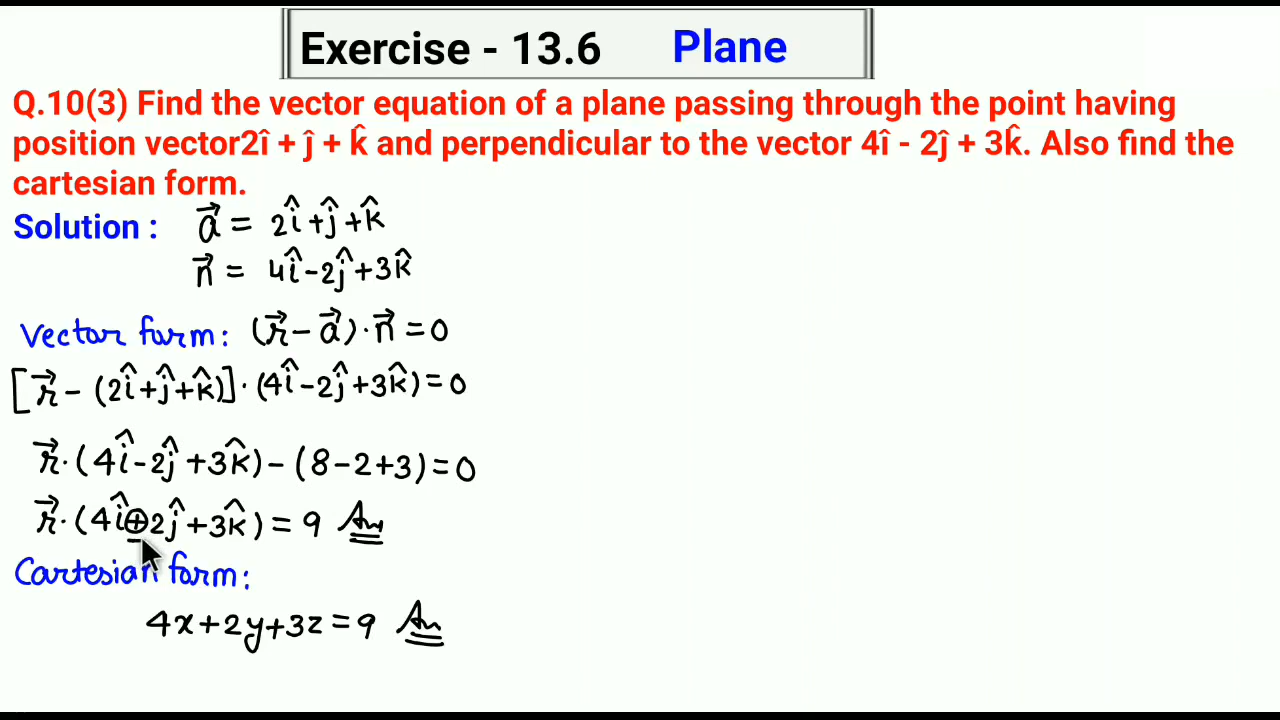 Exercise - 13.6 Plane
Q.10(3) Find the vector equation of a plane passing through the point having
position vector2î + ĵ + k̂ and perpendicular to the vector 4î - 2ĵ + 3k̂. Also find the
cartesian form.
Solution : a⃗ = 2î+ĵ+k̂
n⃗ = 4î-2ĵ+3k̂
Vector form: (r⃗ - a⃗)·n⃗ = 0
[r⃗ - (2î+ĵ+k̂)]·(4î-2ĵ+3k̂) = 0
r⃗·(4î-2ĵ+3k̂) - (8-2+3) = 0
r⃗·(4î⊕2ĵ+3k̂) = 9 Ans
Cartesian form:
4x+2y+3z = 9 Ans